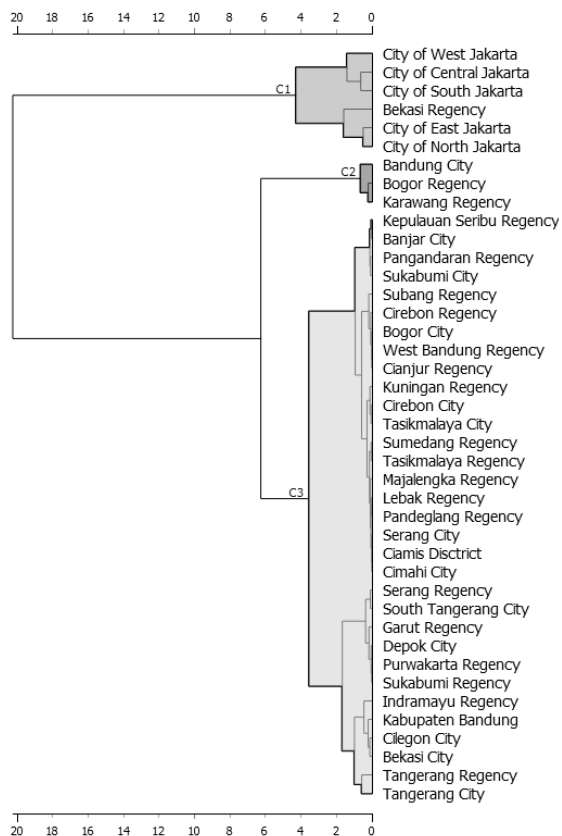 20 18 16 14 12 10 8 6 4 2 0
City of West Jakarta
City of Central Jakarta
C1
City of South Jakarta
Bekasi Regency
City of East Jakarta
City of North Jakarta
Bandung City
C2
Bogor Regency
Karawang Regency
Kepulauan Seribu Regency
Banjar City
Pangandaran Regency
Sukabumi City
Subang Regency
Cirebon Regency
Bogor City
West Bandung Regency
Cianjur Regency
Kuningan Regency
Cirebon City
Tasikmalaya City
Sumedang Regency
Tasikmalaya Regency
Majalengka Regency
C3
Lebak Regency
Pandeglang Regency
Serang City
Ciamis Disctrict
Cimahi City
Serang Regency
South Tangerang City
Garut Regency
Depok City
Purwakarta Regency
Sukabumi Regency
Indramayu Regency
Kabupaten Bandung
Cilegon City
Bekasi City
Tangerang Regency
Tangerang City
20 18 16 14 12 10 8 6 4 2 0